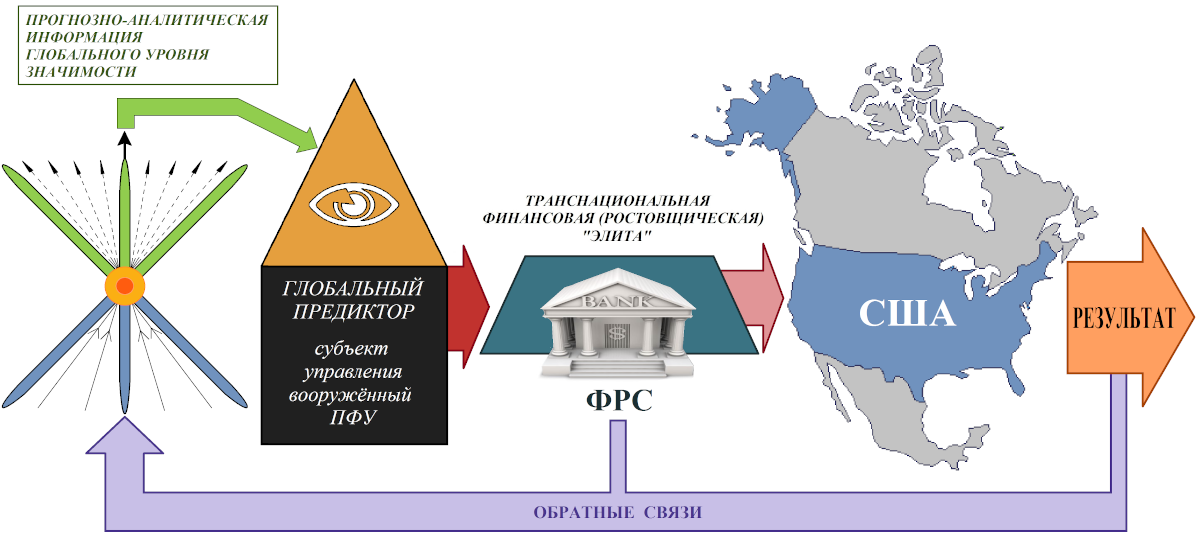 ПРОГНОЗНО-АНАЛИТИЧЕСКАЯ
ИНФОРМАЦИЯ
ГЛОБАЛЬНОГО УРОВНЯ
ЗНАЧИМОСТИ
ГЛОБАЛЬНЫЙ
ПРЕДИКТОР
субъект
управления
вооружённый
ПФУ
ТРАНСНАЦИОНАЛЬНАЯ
ФИНАНСОВАЯ (РОСТОВЩИЧЕСКАЯ)
"ЭЛИТА"
BANK
$
ФРС
США
РЕЗУЛЬТАТ
ОБРАТНЫЕ СВЯЗИ